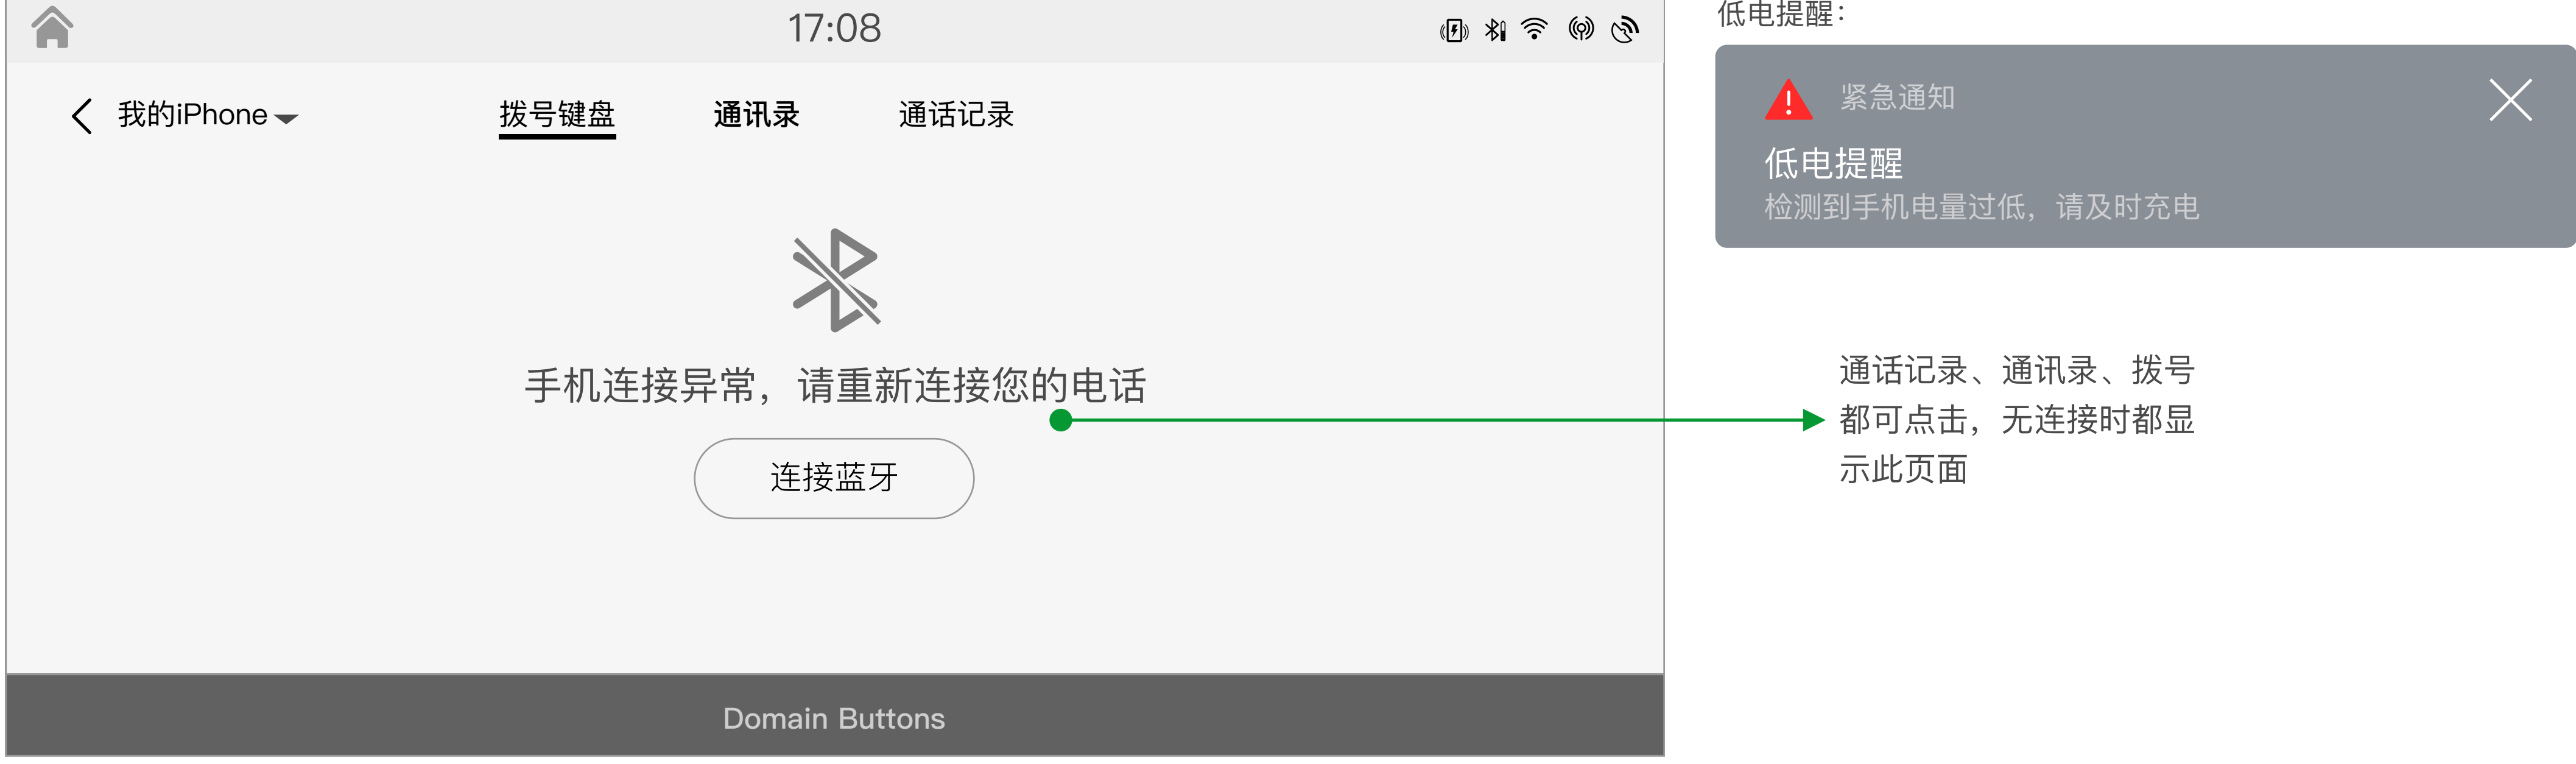 17:08
我的iPhone
拨号键盘
通讯录
通话记录
手机连接异常，请重新连接您的电话
连接蓝牙
Domain Buttons
低电提醒：
紧急通知
低电提醒
检测到手机电量过低，请及时充电
通话记录、通讯录、拨号
都可点击，无连接时都显
示此页面